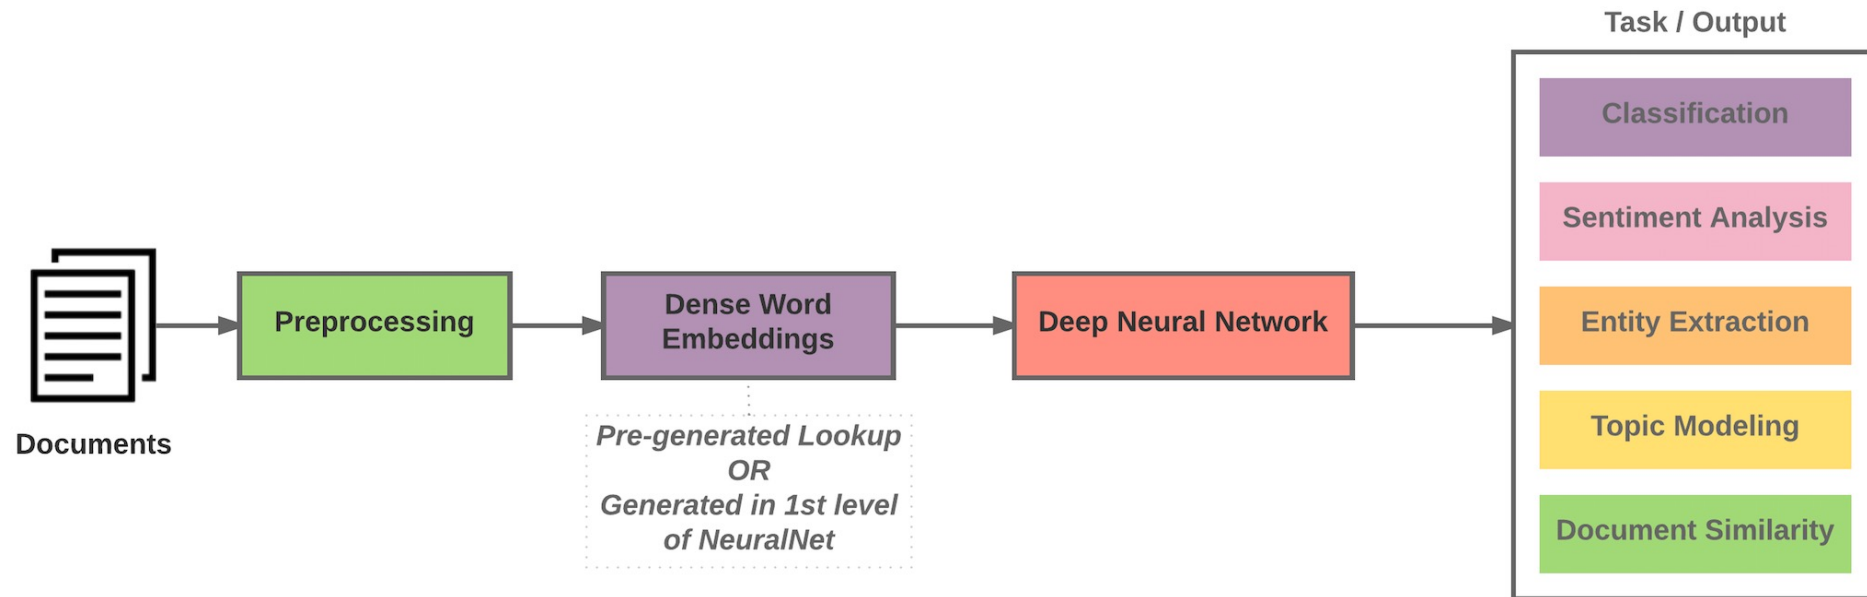 Task / Output
Classification
Sentiment Analysis
Entity Extraction
Topic Modeling
Document Similarity
Documents
Preprocessing
Dense Word
Embeddings
Deep Neural Network
Pre-generated Lookup
OR
Generated in 1st level
of NeuralNet